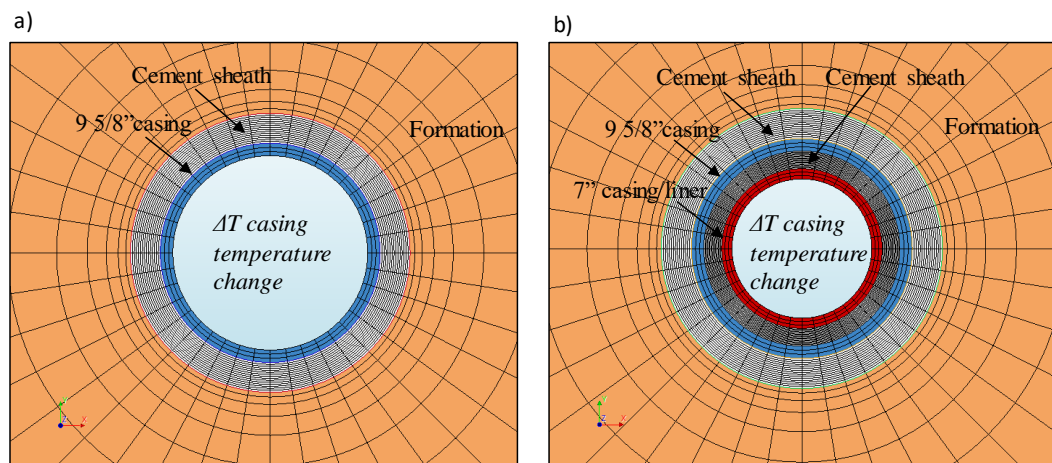 a)
Cement sheath
9 5/8”casing
Formation
ΔT casing
temperature
change
Y
Z
X
b)
Cement sheath
Cement sheath
9 5/8”casing
Formation
7” casing/liner
ΔT casing
temperature
change
Y
Z
X